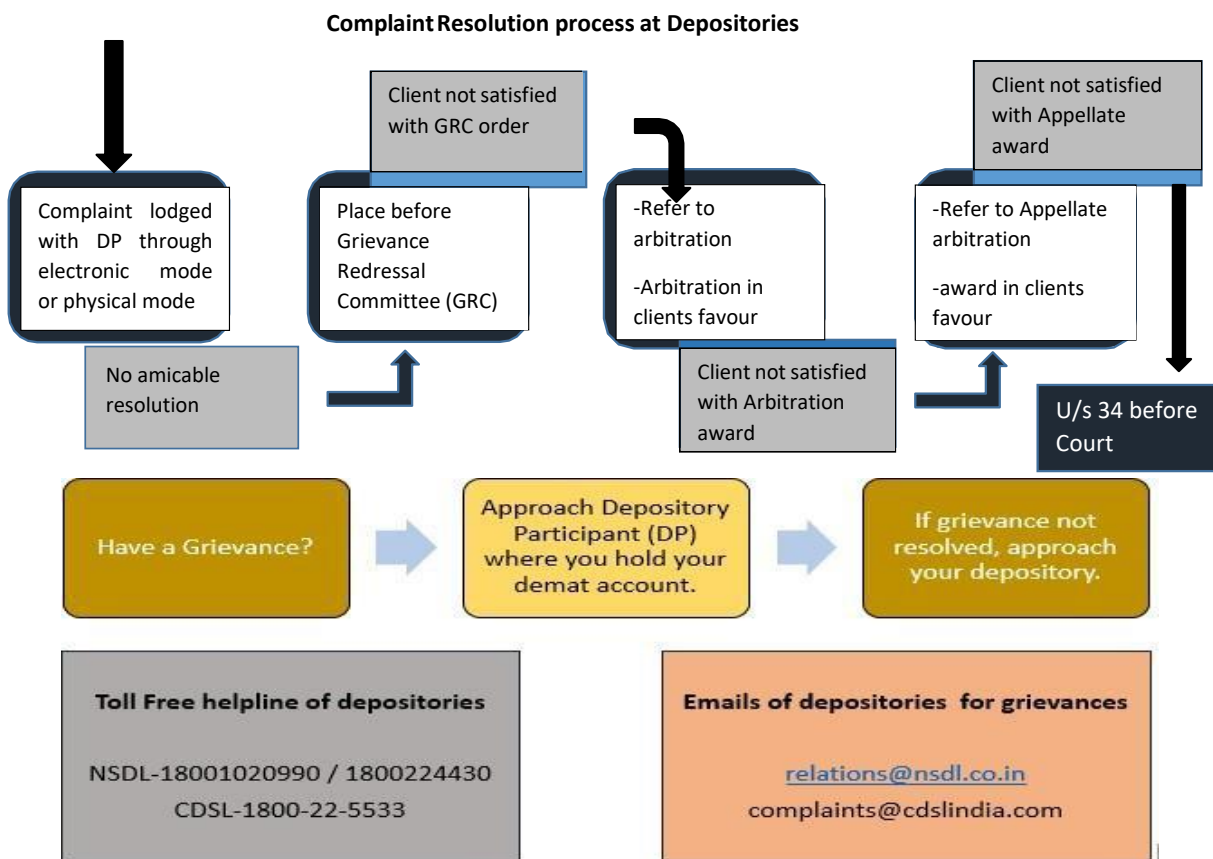 Complaint Resolution process at Depositories
Complaint lodged
with DP through
electronic mode
or physical mode
No amicable
resolution
Place before
Grievance
Redressal
Committee (GRC)
Client not satisfied
with GRC order
-Refer to
arbitration
-Arbitration in
clients favour
Client not satisfied
with Arbitration
award
-Refer to Appellate
arbitration
-award in clients
favour
Client not satisfied
with Appellate
award
U/s 34 before
Court
Have a Grievance?
Approach Depository
Participant (DP)
where you hold your
demat account.
If grievance not
resolved, approach
your depository.
Toll Free helpline of depositories
NSDL-18001020990 / 1800224430
CDSL-1800-22-5533
Emails of depositories for grievances
relations@nsdl.co.in
complaints@cdslindia.com